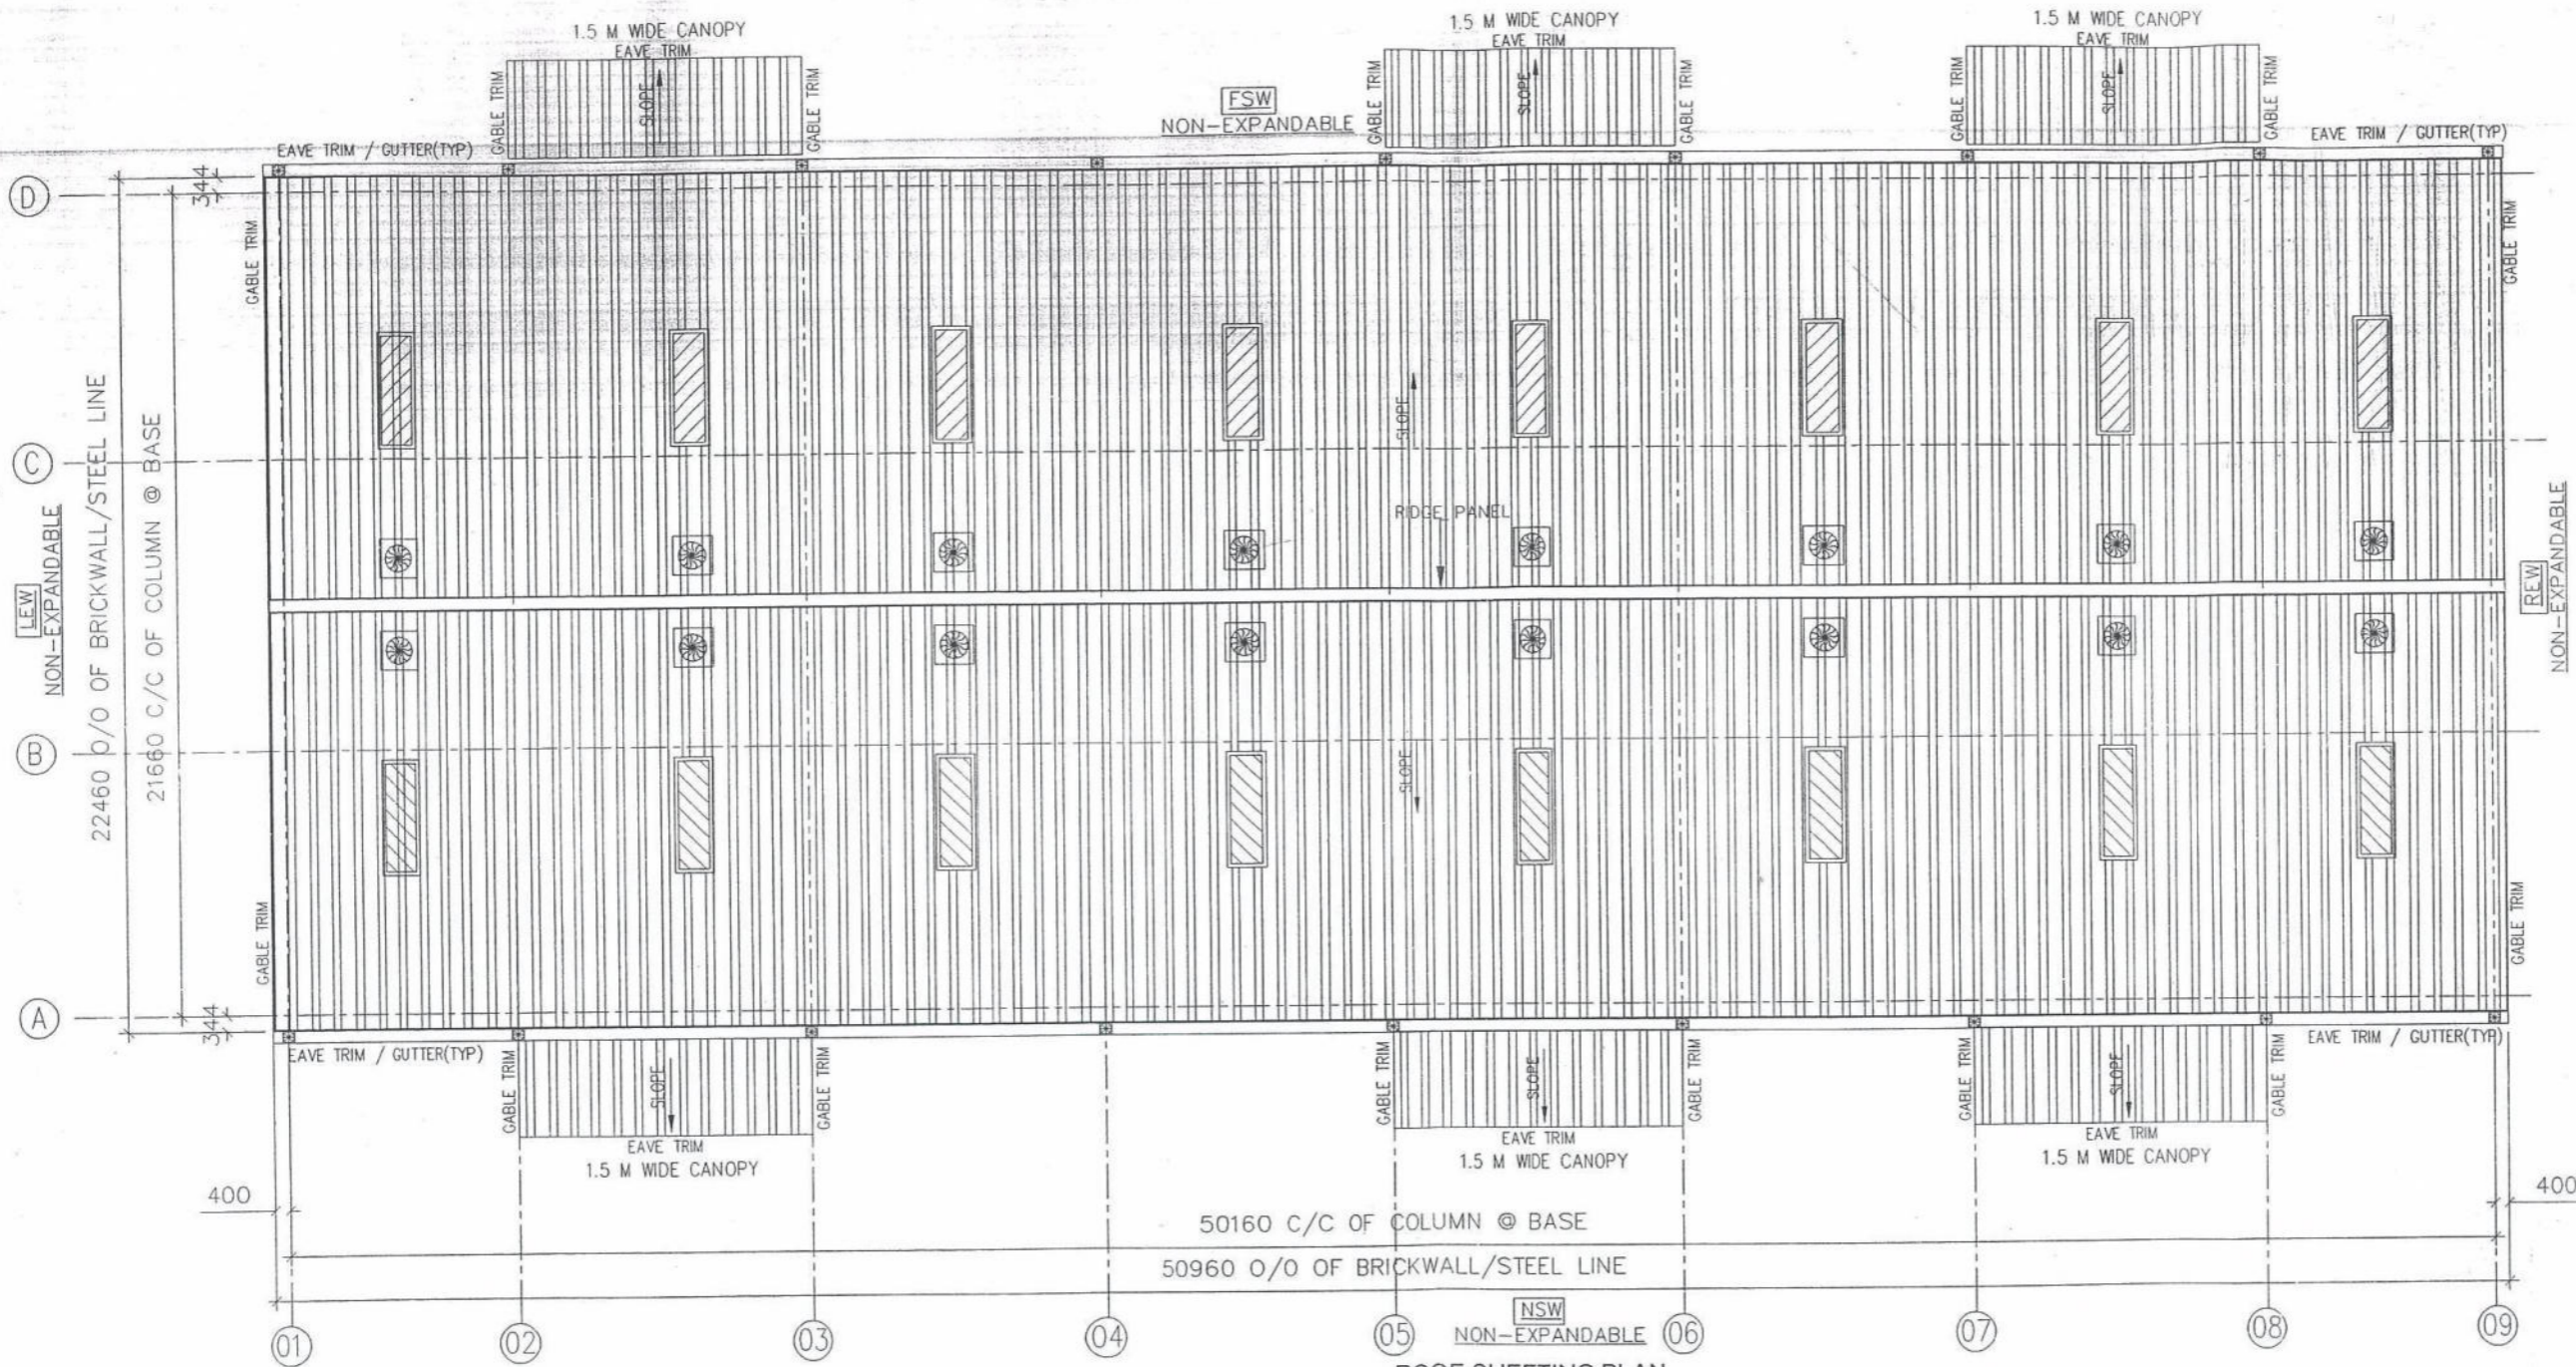 1.5 M WIDE CANOPY
EAVE TRIM
GABLE TRIM
SLOPE
GABLE TRIM
1.5 M WIDE CANOPY
EAVE TRIM
GABLE TRIM
SLOPE
GABLE TRIM
1.5 M WIDE CANOPY
EAVE TRIM
GABLE TRIM
SLOPE
GABLE TRIM
FSW
NON-EXPANDABLE
EAVE TRIM / GUTTER(TYP)
EAVE TRIM / GUTTER(TYP)
D
344
GABLE TRIM
GABLE TRIM
22460 O/O OF BRICKWALL/STEEL LINE
21660 C/C OF COLUMN @ BASE
SLOPE
C
RIDGE PANEL
LEW
NON-EXPANDABLE
REW
NON-EXPANDABLE
B
SLOPE
GABLE TRIM
GABLE TRIM
A
344
EAVE TRIM / GUTTER(TYP)
EAVE TRIM / GUTTER(TYP)
GABLE TRIM
SLOPE
GABLE TRIM
EAVE TRIM
1.5 M WIDE CANOPY
GABLE TRIM
SLOPE
GABLE TRIM
EAVE TRIM
1.5 M WIDE CANOPY
GABLE TRIM
SLOPE
GABLE TRIM
EAVE TRIM
1.5 M WIDE CANOPY
400
400
50160 C/C OF COLUMN @ BASE
50960 O/O OF BRICKWALL/STEEL LINE
NSW
NON-EXPANDABLE
01
02
03
04
05
06
07
08
09
ROOF SHEETING PLAN